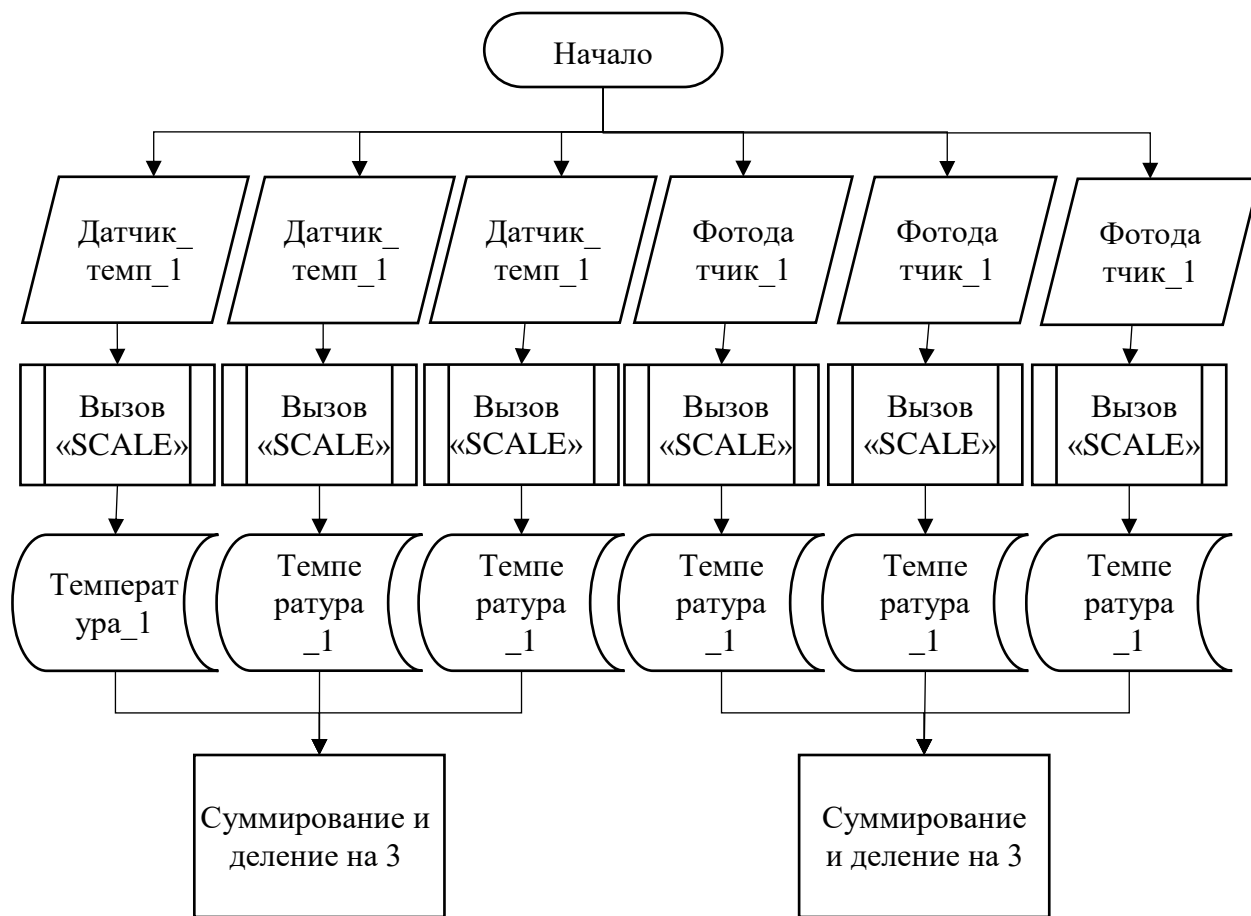 Начало
Датчик_
темп_1
Датчик_
темп_1
Датчик_
темп_1
Фотода
тчик_1
Фотода
тчик_1
Фотода
тчик_1
Вызов
«SCALE»
Вызов
«SCALE»
Вызов
«SCALE»
Вызов
«SCALE»
Вызов
«SCALE»
Вызов
«SCALE»
Температ
ура_1
Темпе
ратура
_1
Темпе
ратура
_1
Темпе
ратура
_1
Темпе
ратура
_1
Темпе
ратура
_1
Суммирование и
деление на 3
Суммирование
и деление на 3